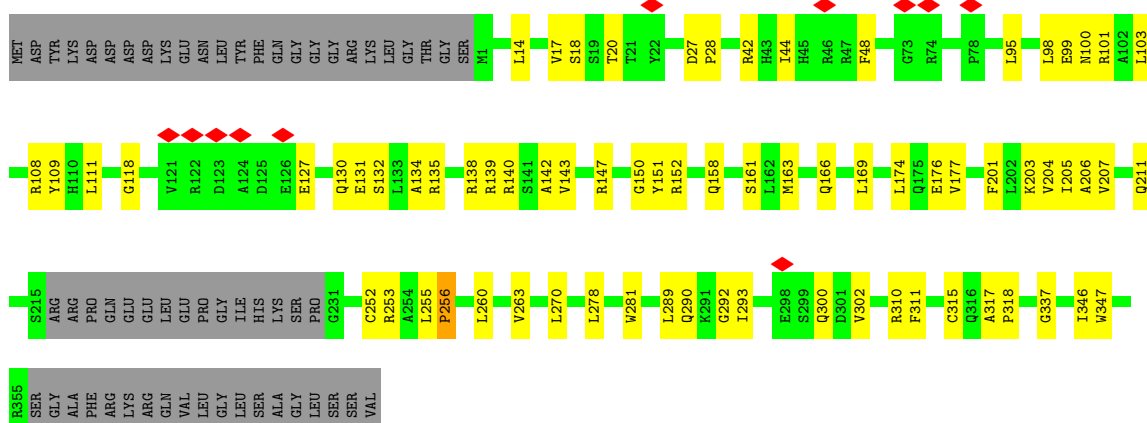 MET ASP TYR LYS ASP ASP ASP ASP LYS GLU ASN LEU TYR PHE GLN GLY GLY GLY GLY ARG LYS LEU GLY THR GLY SER M1 L14 V17 S18 S19 T20 T21 Y22 D27 P28 R42 H43 I44 H45 R46 R47 F48 G73 R74 P78 L95 L98 E99 N100 R101 A102 L103
R108 Y109 H110 L111 G118 V121 R122 D123 A124 D125 E126 E127 Q130 E131 S132 L133 A134 R135 R138 R139 R140 S141 A142 V143 R147 G150 Y151 R152 Q158 S161 L162 M163 Q166 L169 L174 Q175 E176 V177 F201 L202 K203 V204 I205 A206 V207 Q211
S215 ARG ARG PRO GLN GLU GLU LEU LEU GLU PRO GLY ILE HIS LYS SER PRO G231 C252 R253 A254 L255 P256 L260 V263 L270 L278 W281 L289 Q290 K291 G292 I293 E298 S299 Q300 D301 V302 R310 F311 C315 Q316 A317 P318 G337 I346 W347
R355 SER GLY ALA PHE ARG LYS ARG GLN VAL LEU GLY LEU SER ALA GLY LEU SER SER VAL